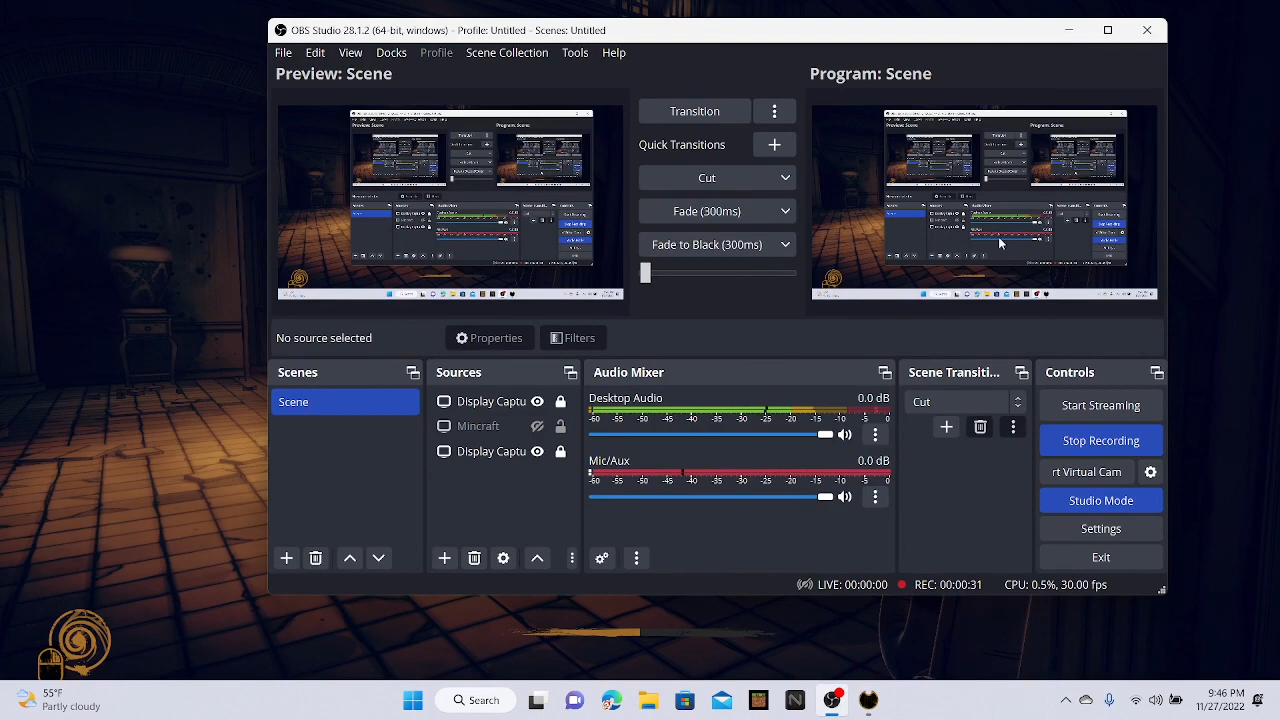 OBS Studio 28.1.2 (64-bit, windows) - Profile: Untitled - Scenes: Untitled
File Edit View Docks Profile Scene Collection Tools Help
Preview: Scene
Program: Scene
Transition
Quick Transitions
Cut
Fade (300ms)
Fade to Black (300ms)
No source selected
Properties
Filters
Scenes
Scene
Sources
Display Captu
Mincraft
Display Captu
Audio Mixer
Desktop Audio 0.0 dB
-60 -55 -50 -45 -40 -35 -30 -25 -20 -15 -10 -5 0
Mic/Aux 0.0 dB
-60 -55 -50 -45 -40 -35 -30 -25 -20 -15 -10 -5 0
Scene Transiti...
Cut
Controls
Start Streaming
Stop Recording
rt Virtual Cam
Studio Mode
Settings
Exit
LIVE: 00:00:00 REC: 00:00:31 CPU: 0.5%, 30.00 fps
55°F
Partly cloudy
Search
9:46 PM
11/27/2022